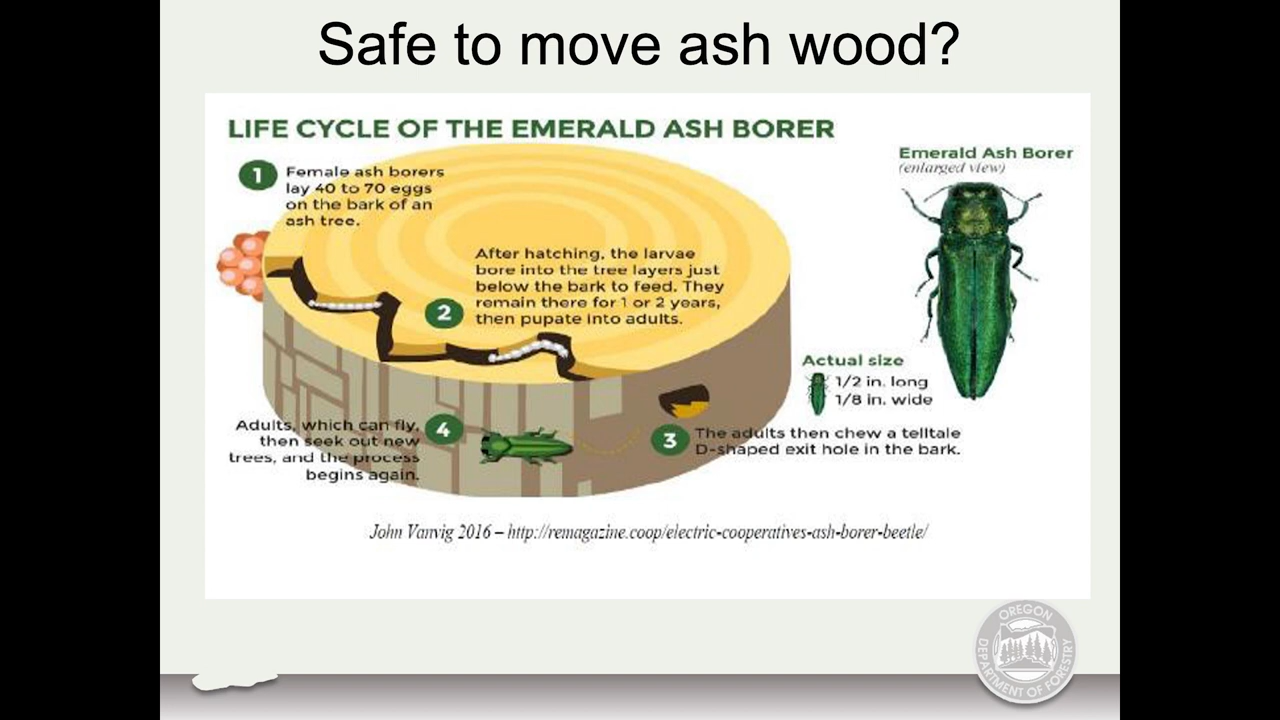 Safe to move ash wood?
LIFE CYCLE OF THE EMERALD ASH BORER
1
Female ash borers
lay 40 to 70 eggs
on the bark of an
ash tree.
Emerald Ash Borer
(enlarged view)
After hatching, the larvae
bore into the tree layers just
below the bark to feed. They
remain there for 1 or 2 years,
then pupate into adults.
2
Actual size
1/2 in. long
1/8 in. wide
3
The adults then chew a telltale
D-shaped exit hole in the bark.
Adults, which can fly,
then seek out new
trees, and the process
begins again.
4
John Vanvig 2016 – http://remagazine.coop/electric-cooperatives-ash-borer-beetle/
OREGON
DEPARTMENT OF FORESTRY